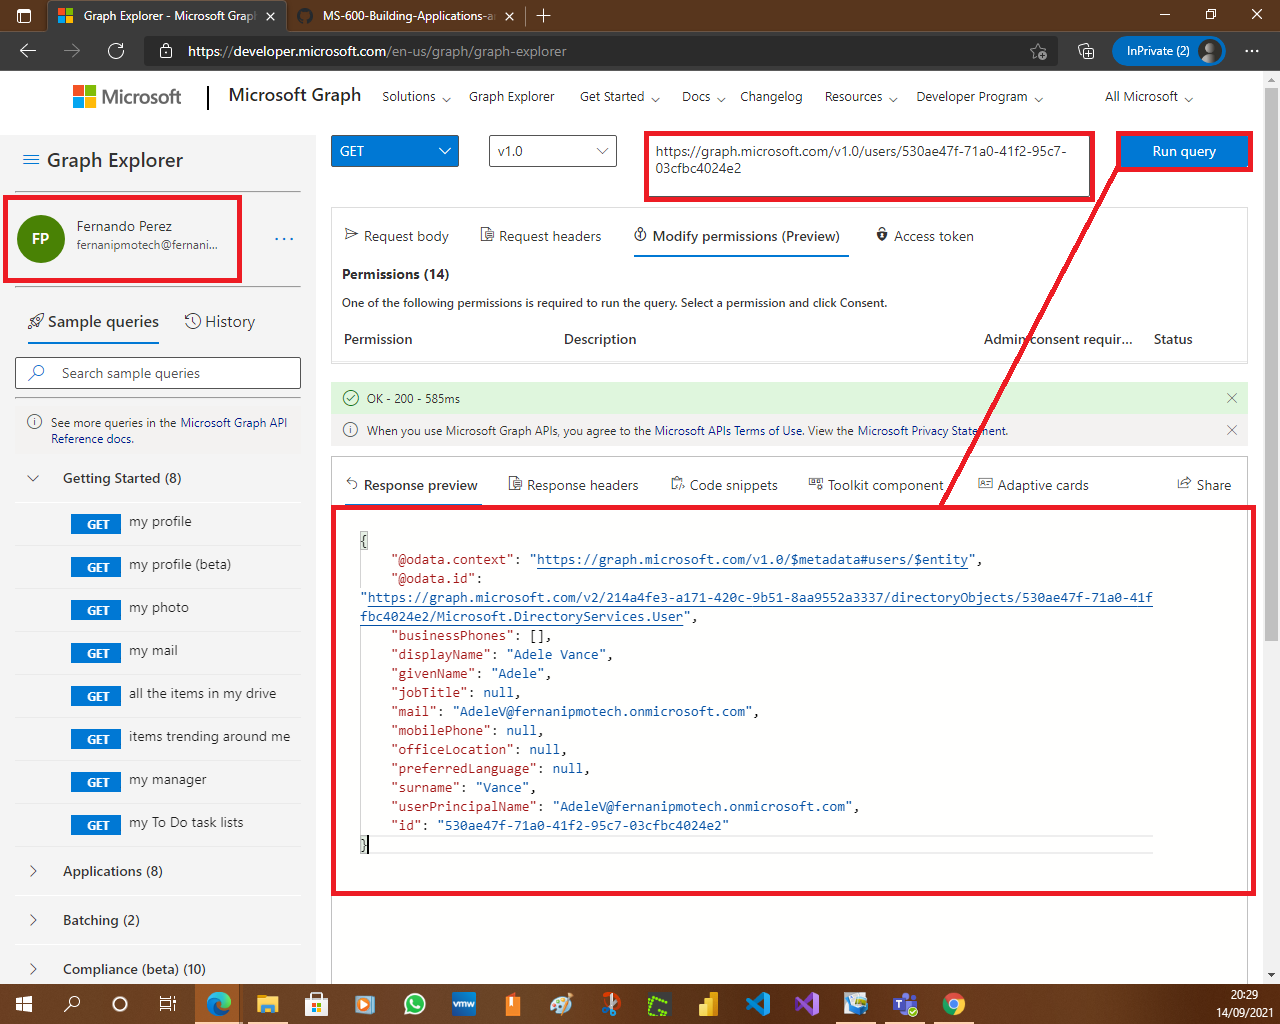 Graph Explorer - Microsoft Grap
MS-600-Building-Applications-a
https://developer.microsoft.com/en-us/graph/graph-explorer
InPrivate (2)
Microsoft
Microsoft Graph
Solutions
Graph Explorer
Get Started
Docs
Changelog
Resources
Developer Program
All Microsoft
Graph Explorer
GET
v1.0
https://graph.microsoft.com/v1.0/users/530ae47f-71a0-41f2-95c7-
03cfbc4024e2
Run query
FP
Fernando Perez
fernanipmotech@fernani...
Sample queries
History
Search sample queries
See more queries in the Microsoft Graph API
Reference docs.
Getting Started (8)
GET my profile
GET my profile (beta)
GET my photo
GET my mail
GET all the items in my drive
GET items trending around me
GET my manager
GET my To Do task lists
Applications (8)
Batching (2)
Compliance (beta) (10)
Request body
Request headers
Modify permissions (Preview)
Access token
Permissions (14)
One of the following permissions is required to run the query. Select a permission and click Consent.
Permission
Description
Admin consent requir...
Status
OK - 200 - 585ms
When you use Microsoft Graph APIs, you agree to the Microsoft APIs Terms of Use. View the Microsoft Privacy Statement.
Response preview
Response headers
Code snippets
Toolkit component
Adaptive cards
Share
{
"@odata.context": "https://graph.microsoft.com/v1.0/$metadata#users/$entity",
"@odata.id":
"https://graph.microsoft.com/v2/214a4fe3-a171-420c-9b51-8aa9552a3337/directoryObjects/530ae47f-71a0-41f
fbc4024e2/Microsoft.DirectoryServices.User",
"businessPhones": [],
"displayName": "Adele Vance",
"givenName": "Adele",
"jobTitle": null,
"mail": "AdeleV@fernanipmotech.onmicrosoft.com",
"mobilePhone": null,
"officeLocation": null,
"preferredLanguage": null,
"surname": "Vance",
"userPrincipalName": "AdeleV@fernanipmotech.onmicrosoft.com",
"id": "530ae47f-71a0-41f2-95c7-03cfbc4024e2"
}
vmw
20:29
14/09/2021